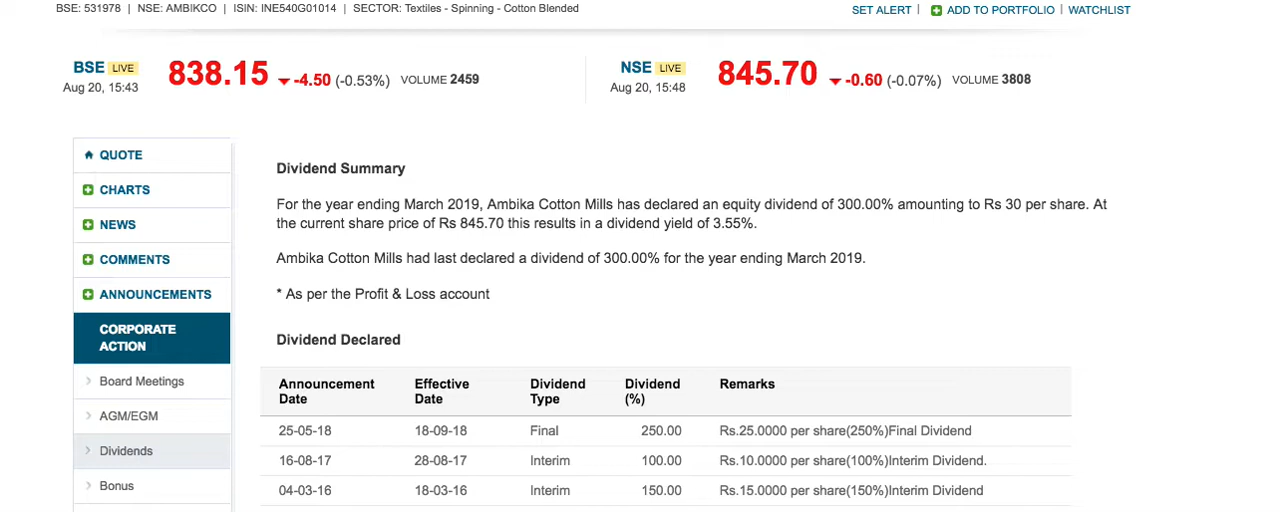 BSE: 531978 | NSE: AMBIKCO | ISIN: INE540G01014 | SECTOR: Textiles - Spinning - Cotton Blended
SET ALERT | ADD TO PORTFOLIO | WATCHLIST
BSE LIVE
Aug 20, 15:43
838.15 -4.50 (-0.53%) VOLUME 2459
NSE LIVE
Aug 20, 15:48
845.70 -0.60 (-0.07%) VOLUME 3808
QUOTE
CHARTS
NEWS
COMMENTS
ANNOUNCEMENTS
CORPORATE
ACTION
Board Meetings
AGM/EGM
Dividends
Bonus
Dividend Summary
For the year ending March 2019, Ambika Cotton Mills has declared an equity dividend of 300.00% amounting to Rs 30 per share. At
the current share price of Rs 845.70 this results in a dividend yield of 3.55%.
Ambika Cotton Mills had last declared a dividend of 300.00% for the year ending March 2019.
* As per the Profit & Loss account
Dividend Declared
Announcement Effective Dividend Dividend Remarks
Date Date Type (%)
25-05-18 18-09-18 Final 250.00 Rs.25.0000 per share(250%)Final Dividend
16-08-17 28-08-17 Interim 100.00 Rs.10.0000 per share(100%)Interim Dividend.
04-03-16 18-03-16 Interim 150.00 Rs.15.0000 per share(150%)Interim Dividend